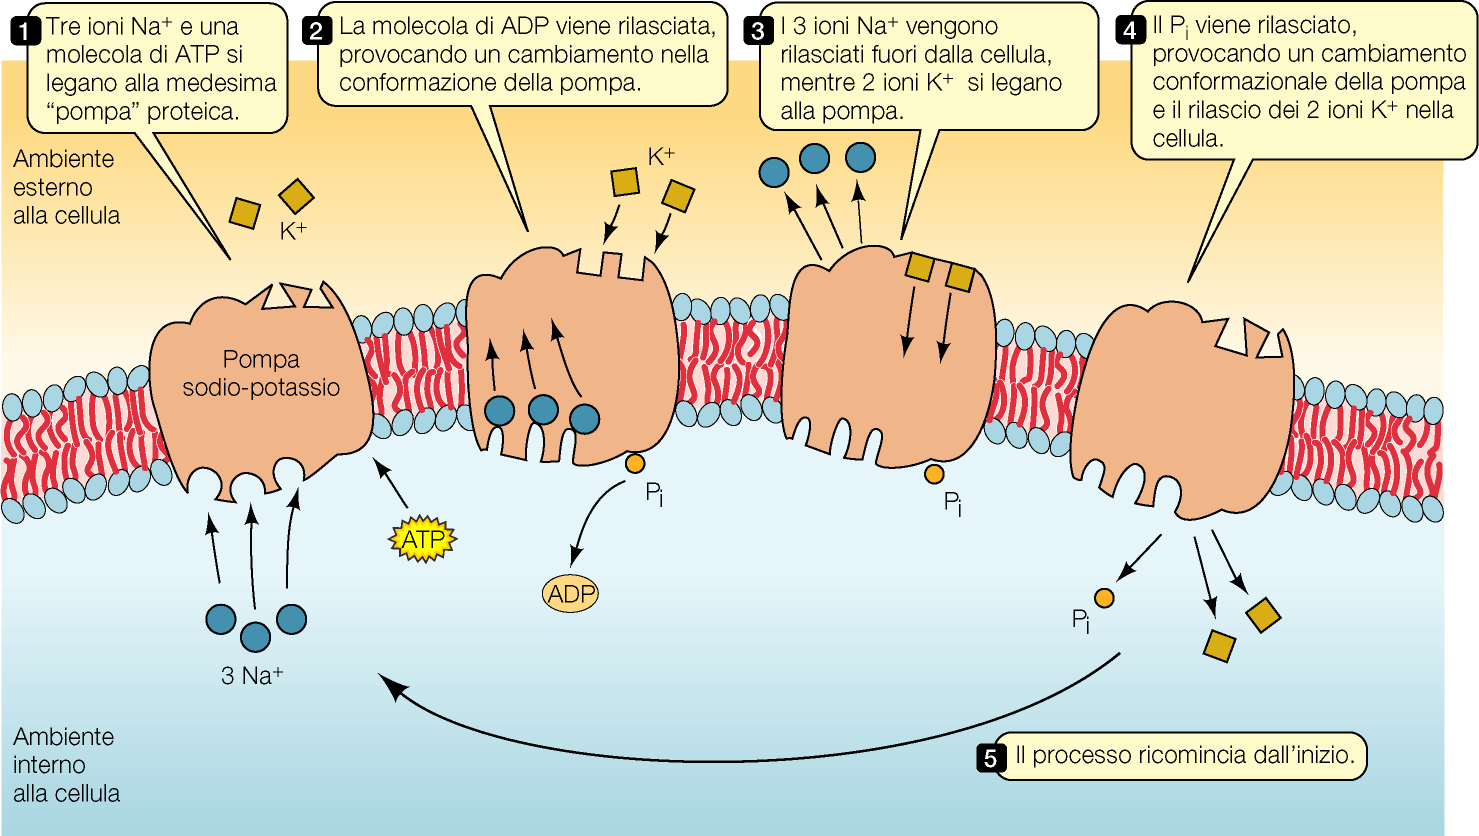 1 Tre ioni Na⁺ e una
molecola di ATP si
legano alla medesima
“pompa” proteica.
2 La molecola di ADP viene rilasciata,
provocando un cambiamento nella
conformazione della pompa.
3 I 3 ioni Na⁺ vengono
rilasciati fuori dalla cellula,
mentre 2 ioni K⁺ si legano
alla pompa.
4 Il Pi viene rilasciato,
provocando un cambiamento
conformazionale della pompa
e il rilascio dei 2 ioni K⁺ nella
cellula.
Ambiente
esterno
alla cellula
K⁺
K⁺
Pompa
sodio-potassio
Pi
Pi
ATP
ADP
Pi
3 Na⁺
Ambiente
interno
alla cellula
5 Il processo ricomincia dall’inizio.